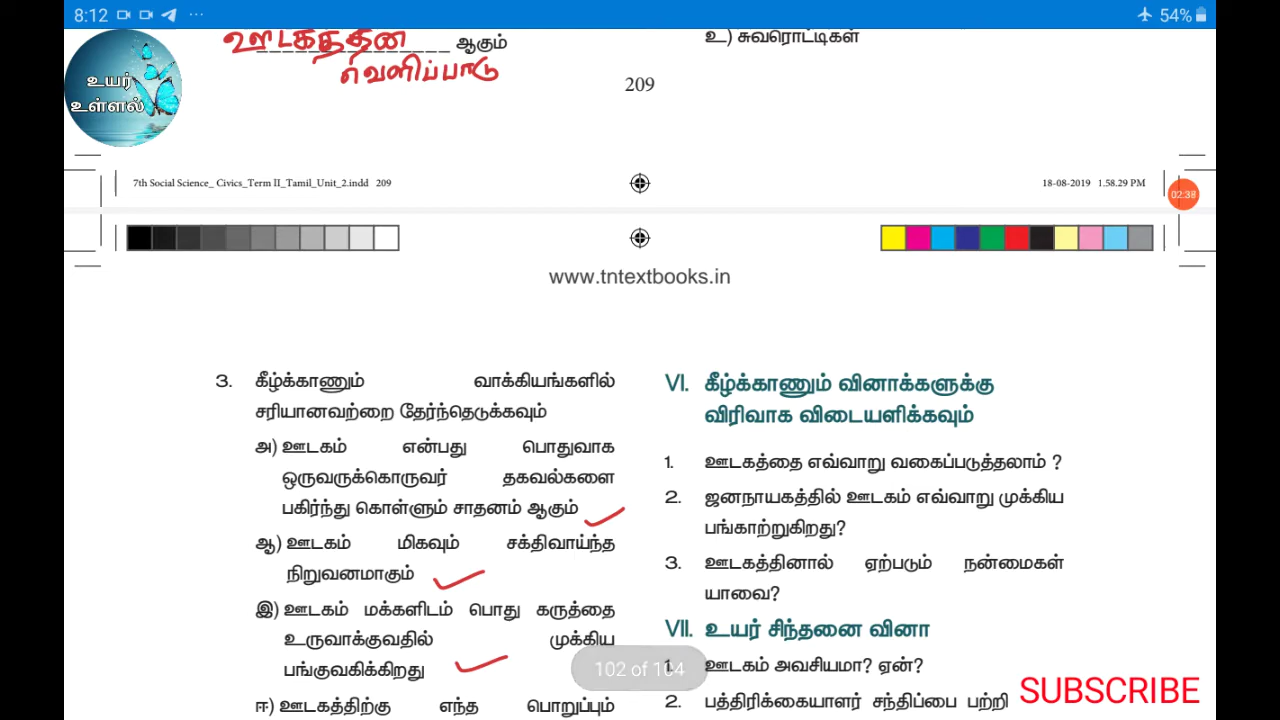 8:12
54%
உயர்
உள்ளல்
ஊடகத்தின் ஆகும்
வெளிப்பாடு
உ) சுவரொட்டிகள்
209
7th Social Science_ Civics_Term II_Tamil_Unit_2.indd 209
18-08-2019 1.58.29 PM
02:38
www.tntextbooks.in
3. கீழ்க்காணும் வாக்கியங்களில்
சரியானவற்றை தேர்ந்தெடுக்கவும்
அ) ஊடகம் என்பது பொதுவாக
ஒருவருக்கொருவர் தகவல்களை
பகிர்ந்து கொள்ளும் சாதனம் ஆகும்
ஆ) ஊடகம் மிகவும் சக்திவாய்ந்த
நிறுவனமாகும்
இ) ஊடகம் மக்களிடம் பொது கருத்தை
உருவாக்குவதில் முக்கிய
பங்குவகிக்கிறது
ஈ) ஊடகத்திற்கு எந்த பொறுப்பும்
VI. கீழ்க்காணும் வினாக்களுக்கு
விரிவாக விடையளிக்கவும்
1. ஊடகத்தை எவ்வாறு வகைப்படுத்தலாம் ?
2. ஜனநாயகத்தில் ஊடகம் எவ்வாறு முக்கிய
பங்காற்றுகிறது?
3. ஊடகத்தினால் ஏற்படும் நன்மைகள்
யாவை?
VII. உயர் சிந்தனை வினா
1. ஊடகம் அவசியமா? ஏன்?
2. பத்திரிக்கையாளர் சந்திப்பை பற்றி
102 of 104
SUBSCRIBE